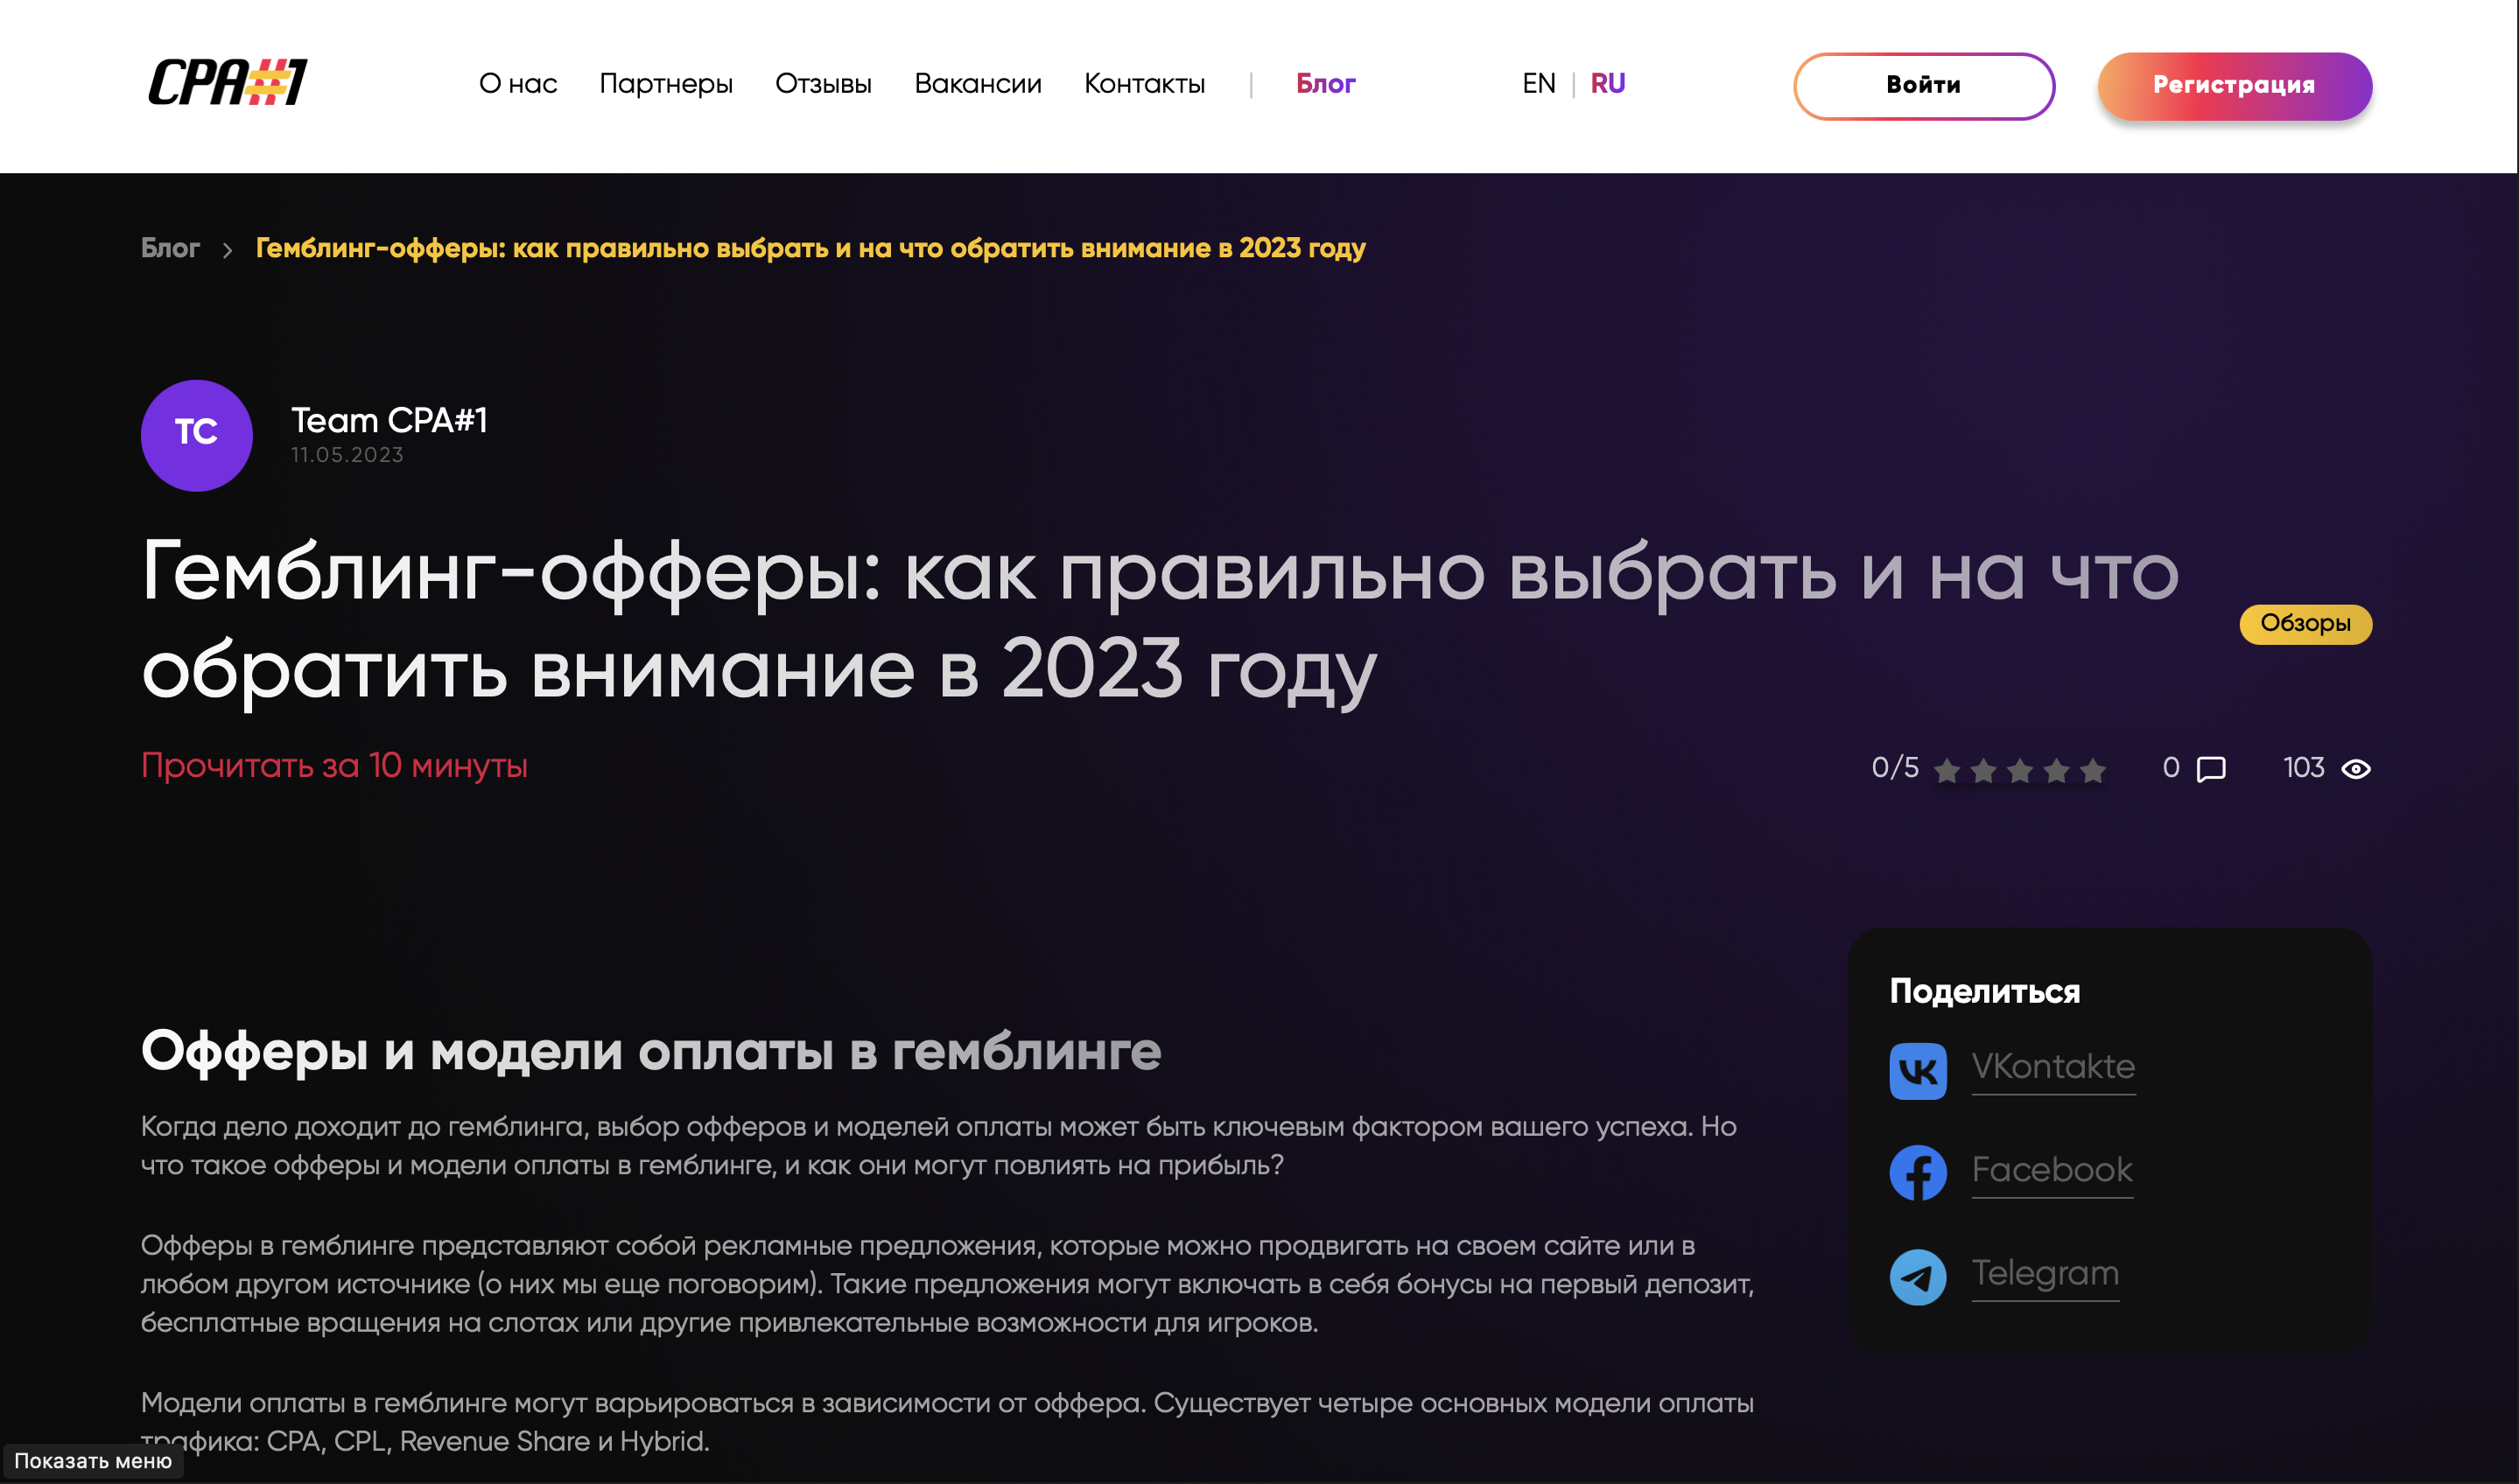 CPA#1
О нас Партнеры Отзывы Вакансии Контакты | Блог EN | RU Войти Регистрация
Блог > Гемблинг-офферы: как правильно выбрать и на что обратить внимание в 2023 году
TC
Team CPA#1
11.05.2023
Гемблинг-офферы: как правильно выбрать и на что
обратить внимание в 2023 году
Обзоры
Прочитать за 10 минуты
0/5 0 103
Офферы и модели оплаты в гемблинге
Когда дело доходит до гемблинга, выбор офферов и моделей оплаты может быть ключевым фактором вашего успеха. Но
что такое офферы и модели оплаты в гемблинге, и как они могут повлиять на прибыль?
Офферы в гемблинге представляют собой рекламные предложения, которые можно продвигать на своем сайте или в
любом другом источнике (о них мы еще поговорим). Такие предложения могут включать в себя бонусы на первый депозит,
бесплатные вращения на слотах или другие привлекательные возможности для игроков.
Модели оплаты в гемблинге могут варьироваться в зависимости от оффера. Существует четыре основных модели оплаты
трафика: CPA, CPL, Revenue Share и Hybrid.
Поделиться
VKontakte
Facebook
Telegram
Показать меню